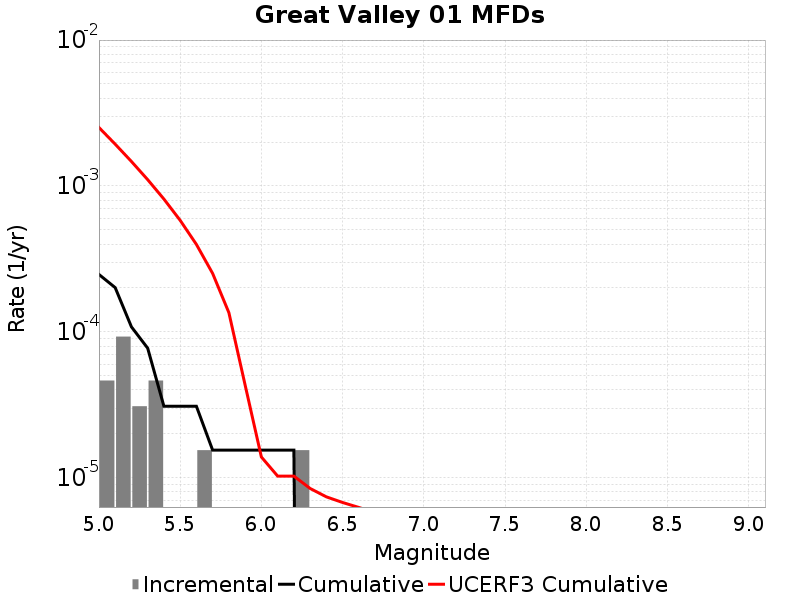 Great Valley 01 MFDs
10-2
10-3
10-4
10-5
Rate (1/yr)
5.0 5.5 6.0 6.5 7.0 7.5 8.0 8.5 9.0
Magnitude
Incremental Cumulative UCERF3 Cumulative